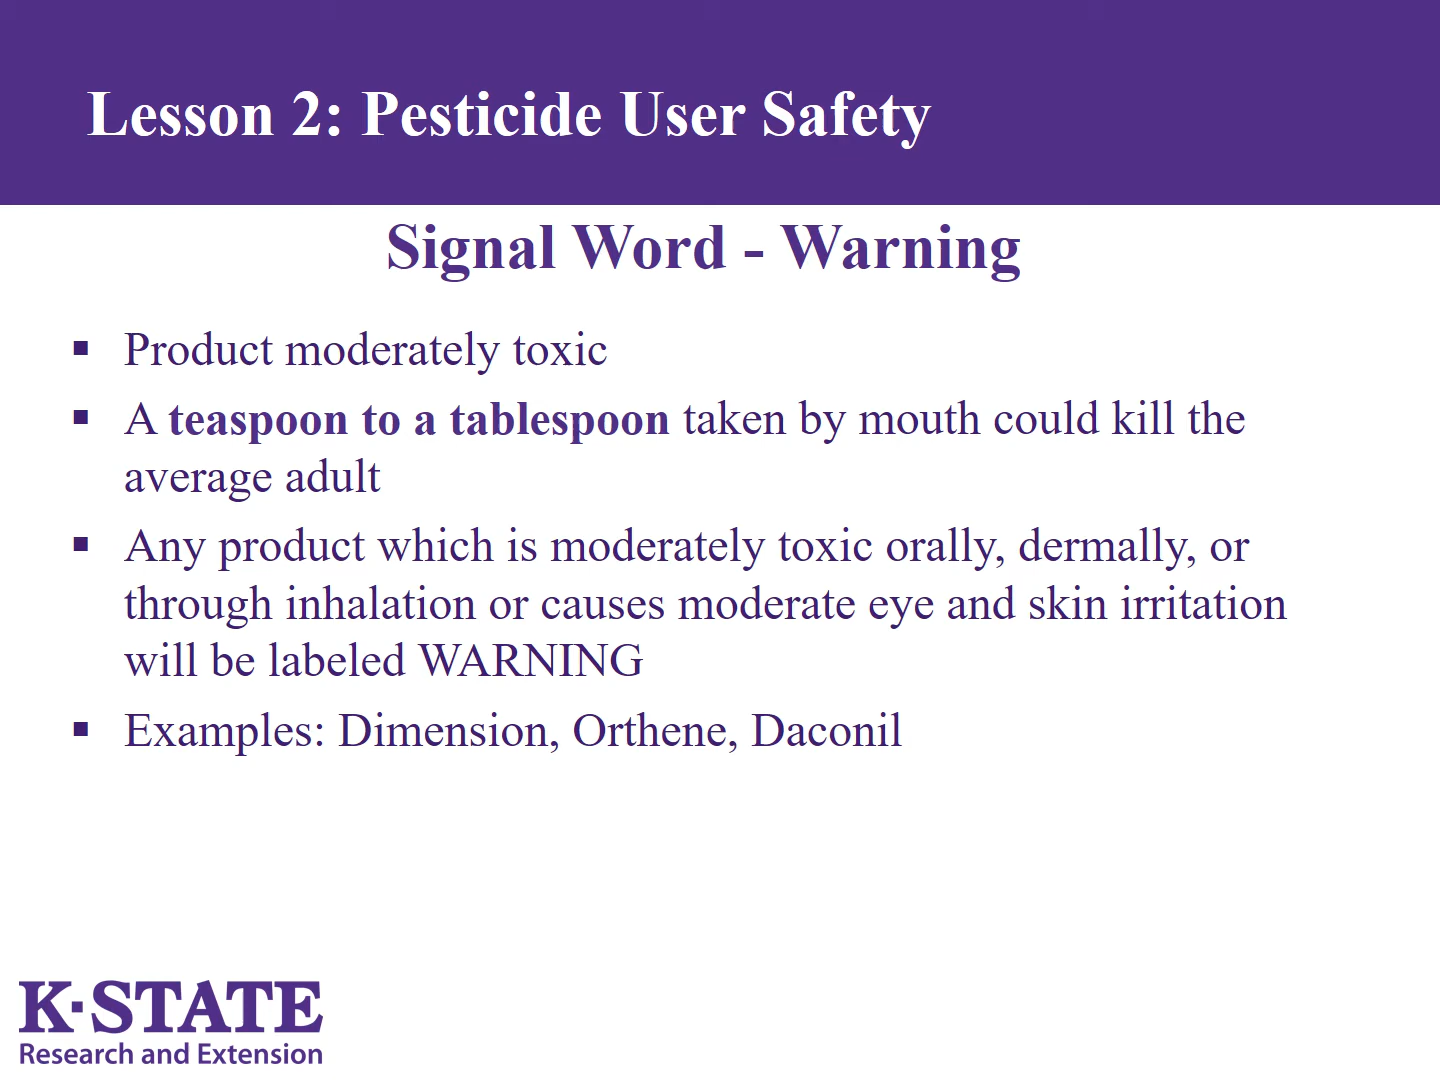 Lesson 2: Pesticide User Safety
Signal Word - Warning
▪ Product moderately toxic
▪ A teaspoon to a tablespoon taken by mouth could kill the
average adult
▪ Any product which is moderately toxic orally, dermally, or
through inhalation or causes moderate eye and skin irritation
will be labeled WARNING
▪ Examples: Dimension, Orthene, Daconil
K·STATE
Research and Extension